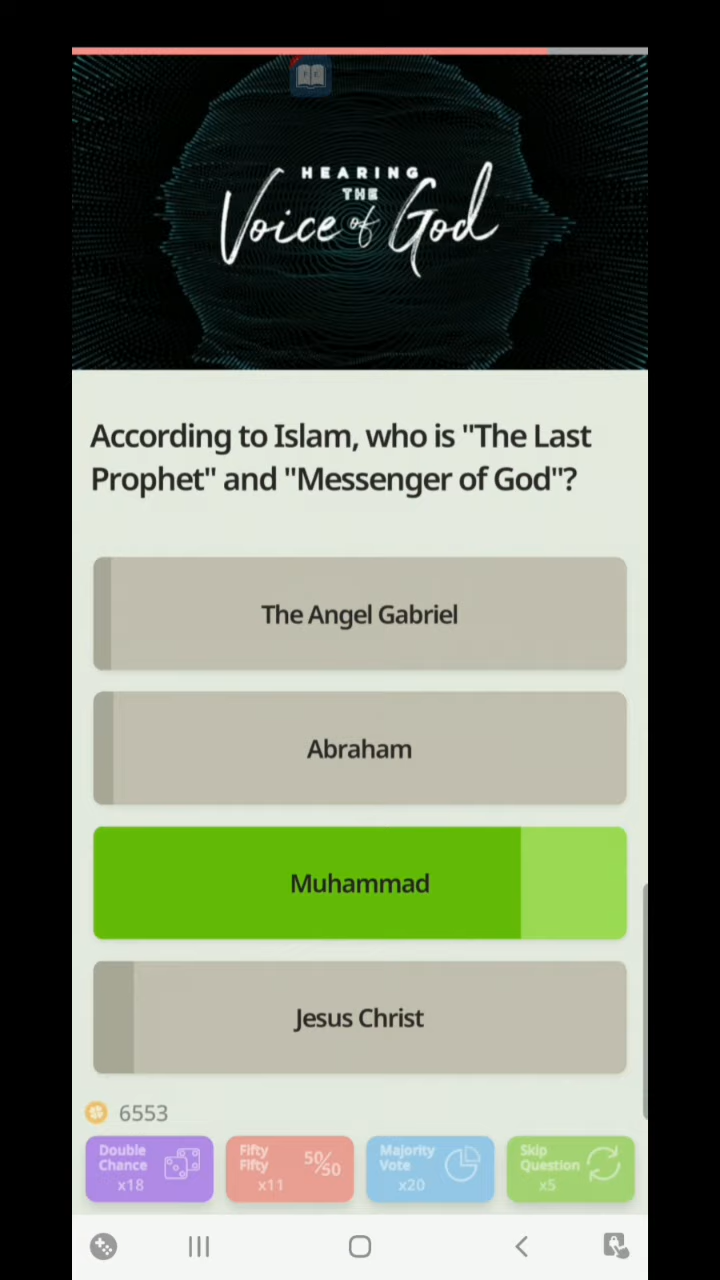 HEARING
THE
Voice of God
According to Islam, who is "The Last
Prophet" and "Messenger of God"?
The Angel Gabriel
Abraham
Muhammad
Jesus Christ
6553
Double
Chance
x18
Fifty
Fifty
50/50
x11
Majority
Vote
x20
Skip
Question
x5